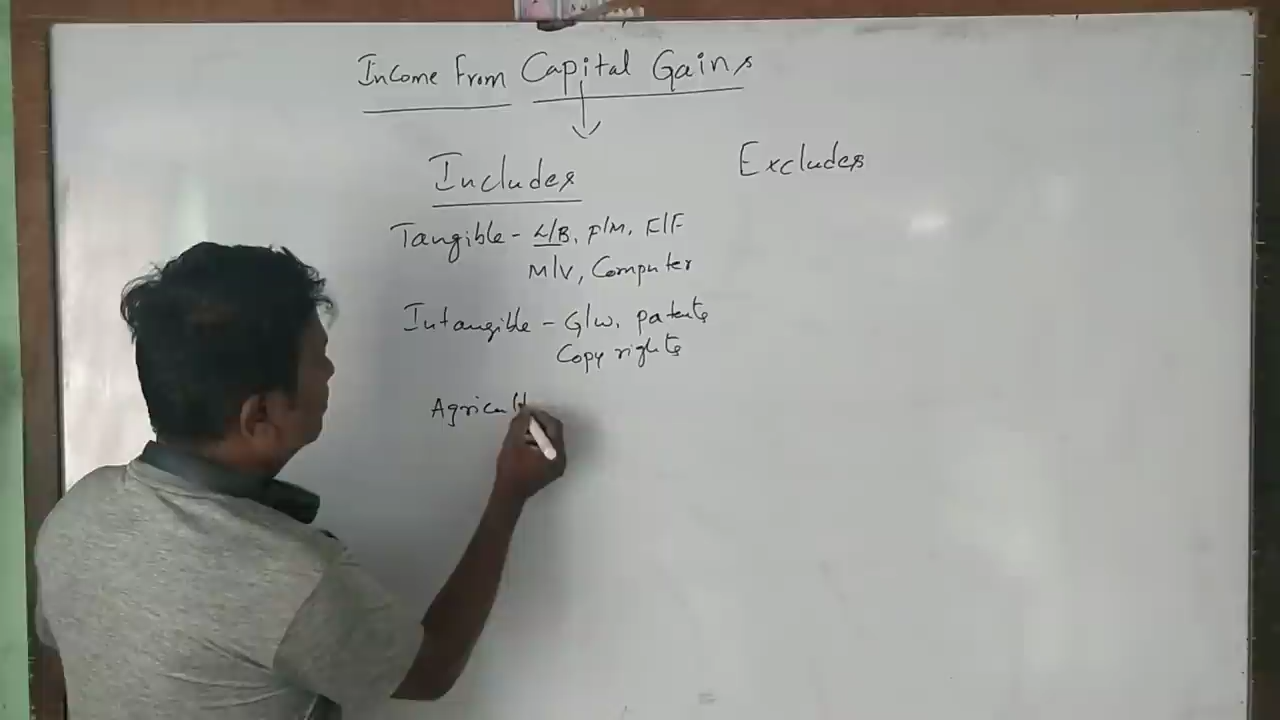 Income From Capital Gains
Includes
Excludes
Tangible - L/B, P/M, F/F
M/V, Computer
Intangible - G/w, patents
Copy rights
Agricult